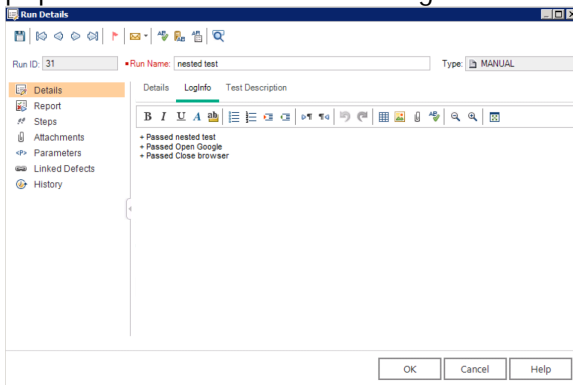 Run Details
Run ID: 31 Run Name: nested test Type: MANUAL
Details
Report
Steps
Attachments
Parameters
Linked Defects
History
Details LogInfo Test Description
B I U A ab
+ Passed nested test
+ Passed Open Google
+ Passed Close browser
OK Cancel Help